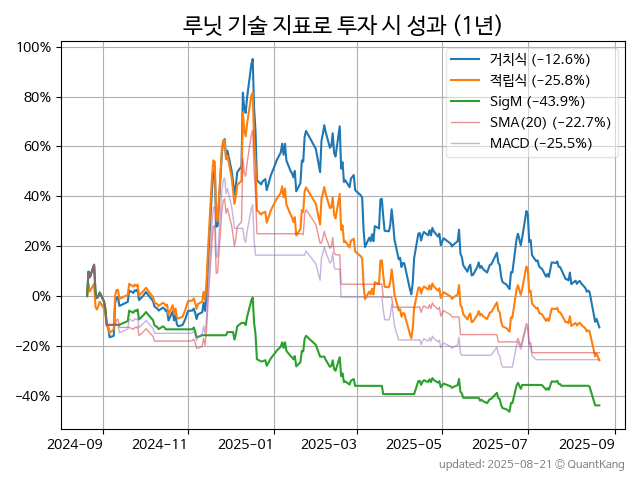 루닛 기술 지표로 투자 시 성과 (1년)
100%
80%
60%
40%
20%
0%
−20%
−40%
거치식 (−12.6%)
적립식 (−25.8%)
SigM (−43.9%)
SMA(20) (−22.7%)
MACD (−25.5%)
2024-09
2024-11
2025-01
2025-03
2025-05
2025-07
2025-09
updated: 2025-08-21 © QuantKang